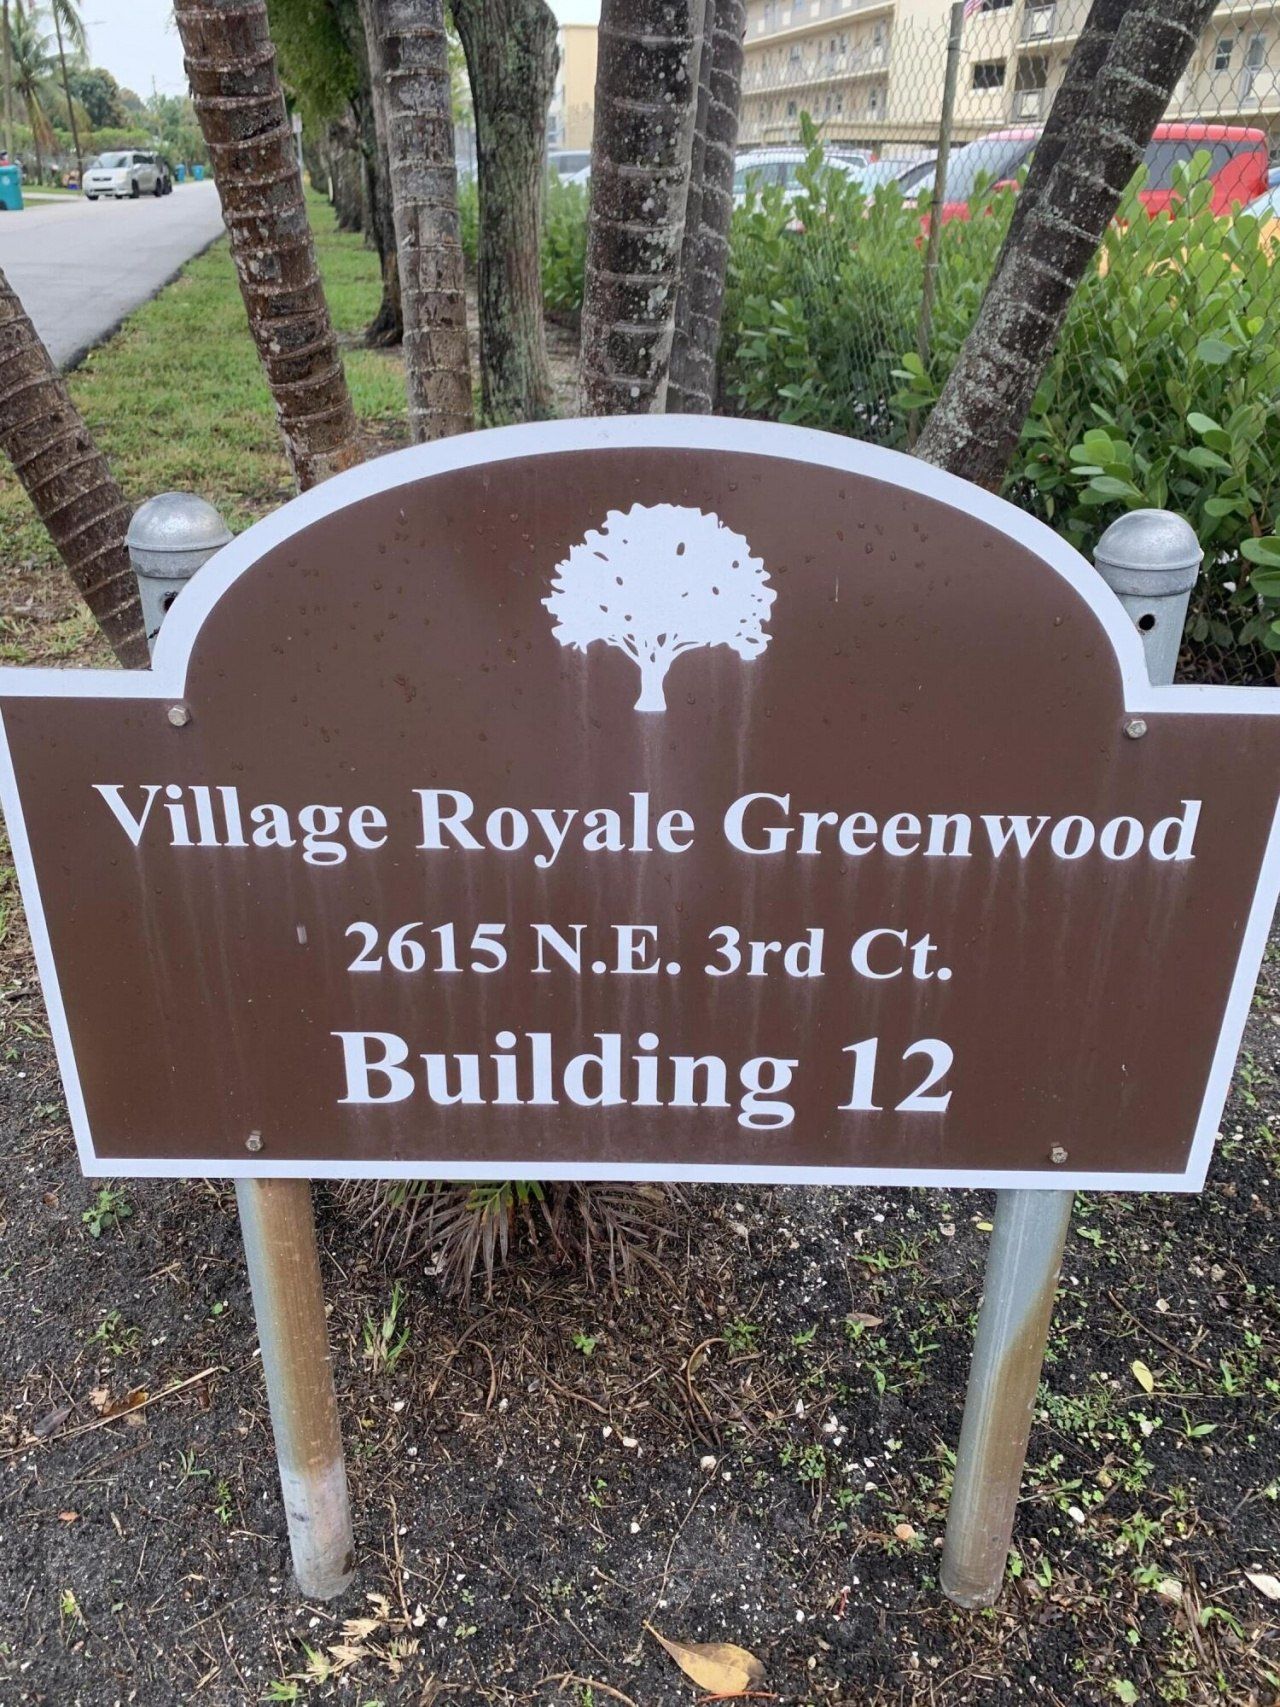 Village Royale Greenwood
2615 N.E. 3rd Ct.
Building 12